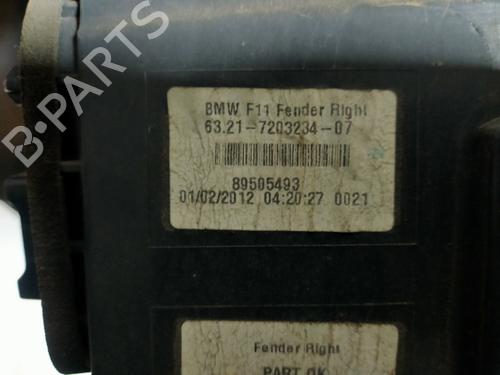 BMW F11 Fender Right
63.21-7203234-07
89505493
01/02/2012 04:20:27 0021
Fender Right
PART OK
B-PARTS